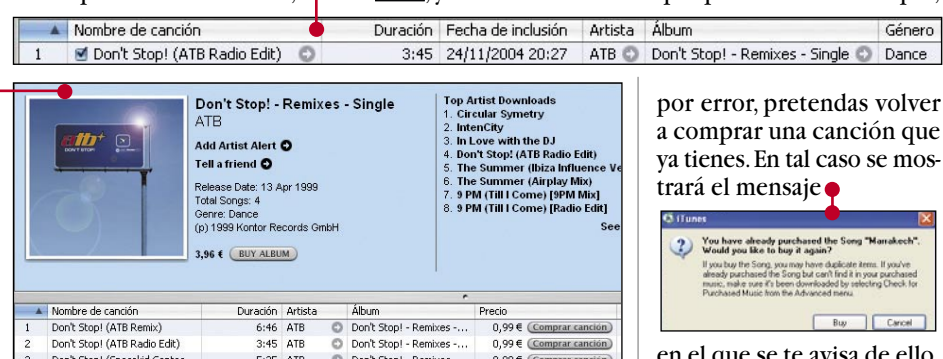 Nombre de canción Duración Fecha de inclusión Artista Álbum Género
1 Don't Stop! (ATB Radio Edit) 3:45 24/11/2004 20:27 ATB Don't Stop! - Remixes - Single Dance
atb
DON'T STOP!
Don't Stop! - Remixes - Single
ATB
Add Artist Alert
Tell a friend
Release Date: 13 Apr 1999
Total Songs: 4
Genre: Dance
(p) 1999 Kontor Records GmbH
3,96 € BUY ALBUM
Top Artist Downloads
1. Circular Symetry
2. IntenCity
3. In Love with the DJ
4. Don't Stop! (ATB Radio Edit)
5. The Summer (Ibiza Influence Ve
6. The Summer (Airplay Mix)
7. 9 PM (Till I Come) [9PM Mix]
8. 9 PM (Till I Come) [Radio Edit]
See
Nombre de canción Duración Artista Álbum Precio
1 Don't Stop! (ATB Remix) 6:46 ATB Don't Stop! - Remixes -... 0,99 € Comprar canción
2 Don't Stop! (ATB Radio Edit) 3:45 ATB Don't Stop! - Remixes -... 0,99 € Comprar canción
por error, pretendas volver
a comprar una canción que
ya tienes. En tal caso se mos-
trará el mensaje
iTunes
You have already purchased the Song "Marrakech".
Would you like to buy it again?
If you buy the Song, you may have duplicate items. If you've
already purchased the Song but can't find it in your purchased
music, make sure it's been downloaded by selecting Check for
Purchased Music from the Advanced menu.
Buy Cancel
en el que se te avisa de ello